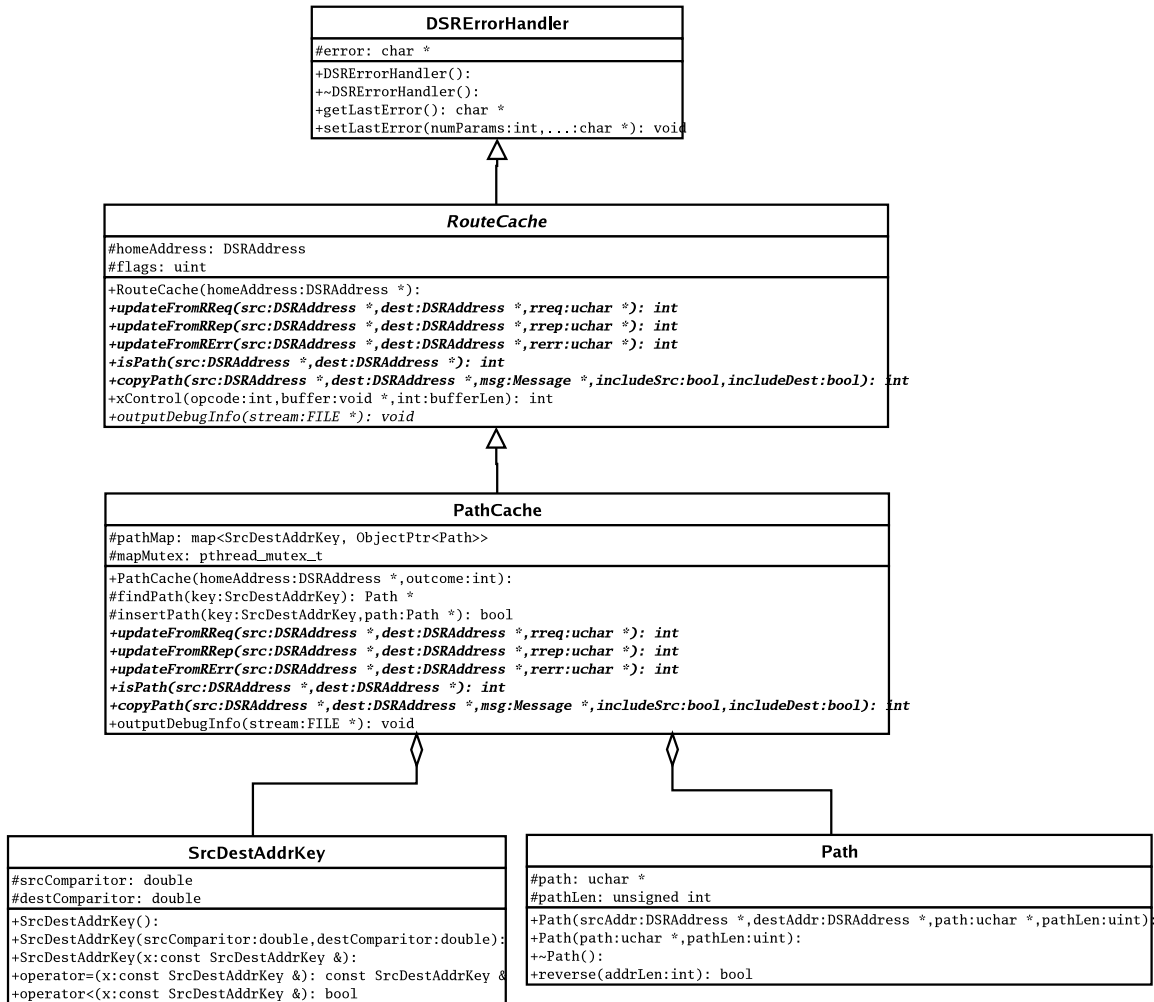 DSRErrorHandler
#error: char *
+DSRErrorHandler():
+~DSRErrorHandler():
+getLastError(): char *
+setLastError(numParams:int,...:char *): void
RouteCache
#homeAddress: DSRAddress
#flags: uint
+RouteCache(homeAddress:DSRAddress *):
+updateFromRReq(src:DSRAddress *,dest:DSRAddress *,rreq:uchar *): int
+updateFromRRep(src:DSRAddress *,dest:DSRAddress *,rrep:uchar *): int
+updateFromRErr(src:DSRAddress *,dest:DSRAddress *,rerr:uchar *): int
+isPath(src:DSRAddress *,dest:DSRAddress *): int
+copyPath(src:DSRAddress *,dest:DSRAddress *,msg:Message *,includeSrc:bool,includeDest:bool): int
+xControl(opcode:int,buffer:void *,int:bufferLen): int
+outputDebugInfo(stream:FILE *): void
PathCache
#pathMap: map<SrcDestAddrKey, ObjectPtr<Path>>
#mapMutex: pthread_mutex_t
+PathCache(homeAddress:DSRAddress *,outcome:int):
#findPath(key:SrcDestAddrKey): Path *
#insertPath(key:SrcDestAddrKey,path:Path *): bool
+updateFromRReq(src:DSRAddress *,dest:DSRAddress *,rreq:uchar *): int
+updateFromRRep(src:DSRAddress *,dest:DSRAddress *,rrep:uchar *): int
+updateFromRErr(src:DSRAddress *,dest:DSRAddress *,rerr:uchar *): int
+isPath(src:DSRAddress *,dest:DSRAddress *): int
+copyPath(src:DSRAddress *,dest:DSRAddress *,msg:Message *,includeSrc:bool,includeDest:bool): int
+outputDebugInfo(stream:FILE *): void
SrcDestAddrKey
#srcComparitor: double
#destComparitor: double
+SrcDestAddrKey():
+SrcDestAddrKey(srcComparitor:double,destComparitor:double):
+SrcDestAddrKey(x:const SrcDestAddrKey &):
+operator=(x:const SrcDestAddrKey &): const SrcDestAddrKey &
+operator<(x:const SrcDestAddrKey &): bool
Path
#path: uchar *
#pathLen: unsigned int
+Path(srcAddr:DSRAddress *,destAddr:DSRAddress *,path:uchar *,pathLen:uint):
+Path(path:uchar *,pathLen:uint):
+~Path():
+reverse(addrLen:int): bool